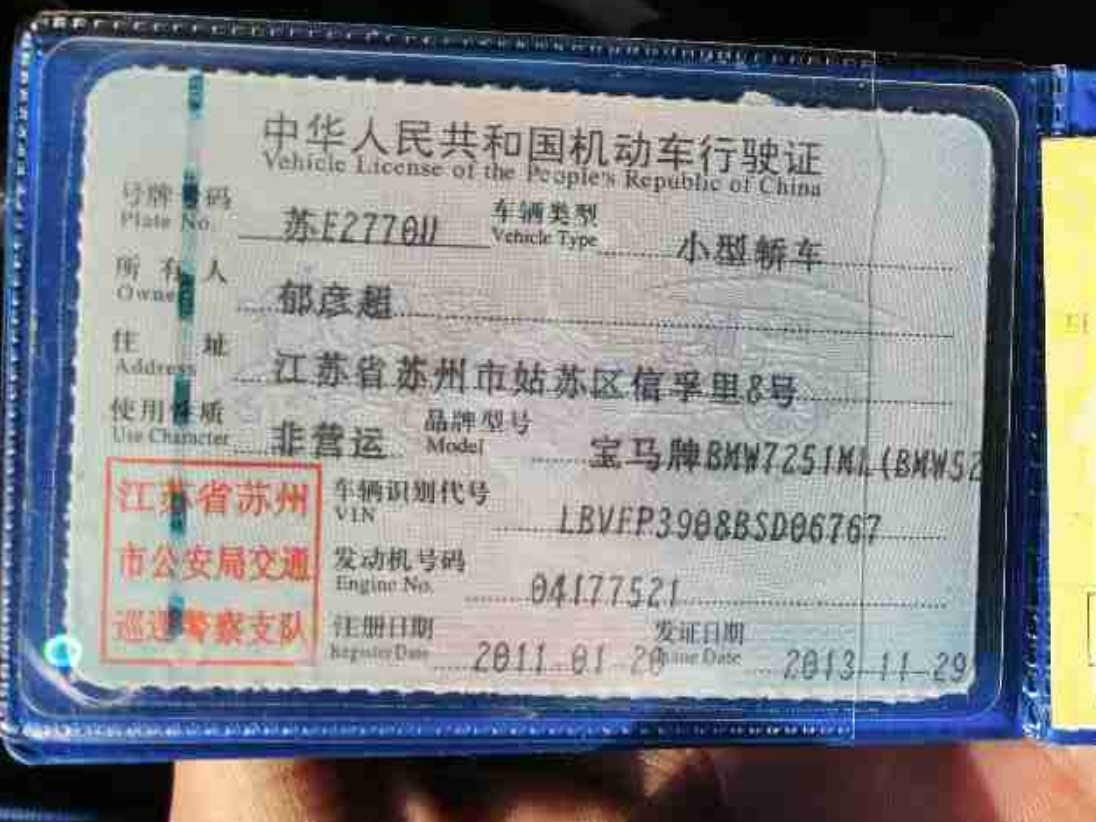 中华人民共和国机动车行驶证
Vehicle License of the People's Republic of China
号牌号码 苏E2770U 车辆类型 小型轿车
Plate No. Vehicle Type
所有人 郁彦超
Owner
住址 江苏省苏州市姑苏区信孚里8号
Address
使用性质 非营运 品牌型号 宝马牌BMW7251ML(BMW52
Use Character Model
江苏省苏州
市公安局交通
巡逻警察支队
车辆识别代号 LBVFP3908BSD06767
VIN
发动机号码 04177521
Engine No.
注册日期 2011-01-20 发证日期 2013-11-29
Register Date Issue Date